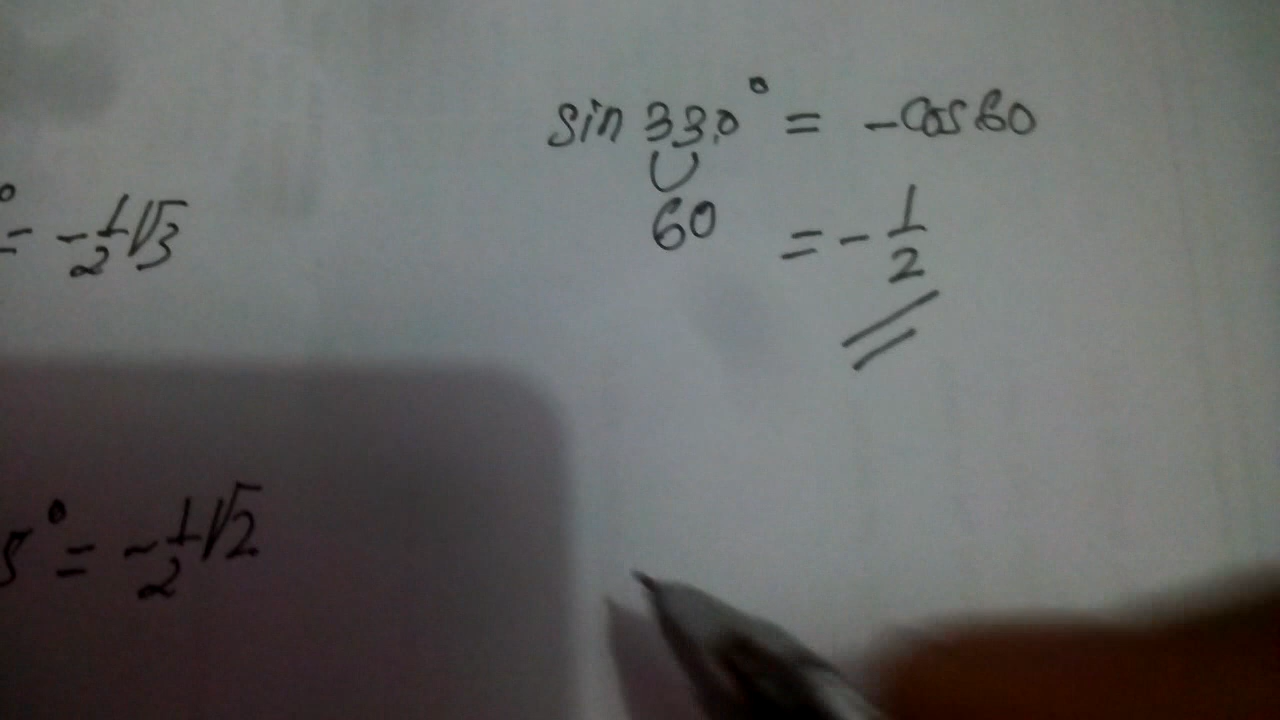 sin 330° = -cos 60
60 = - 1/2
° = - 1/2 √3
5° = - 1/2 √2